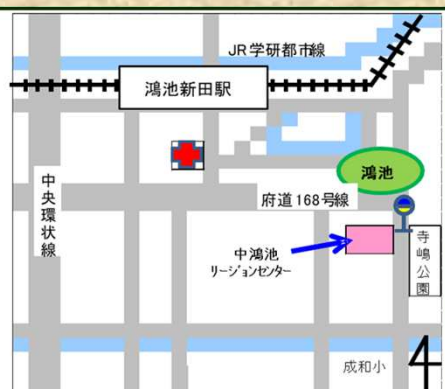 JR学研都市線
鴻池新田駅
中央環状線
鴻池
府道168号線
中鴻池
リージョンセンター
寺嶋公園
成和小